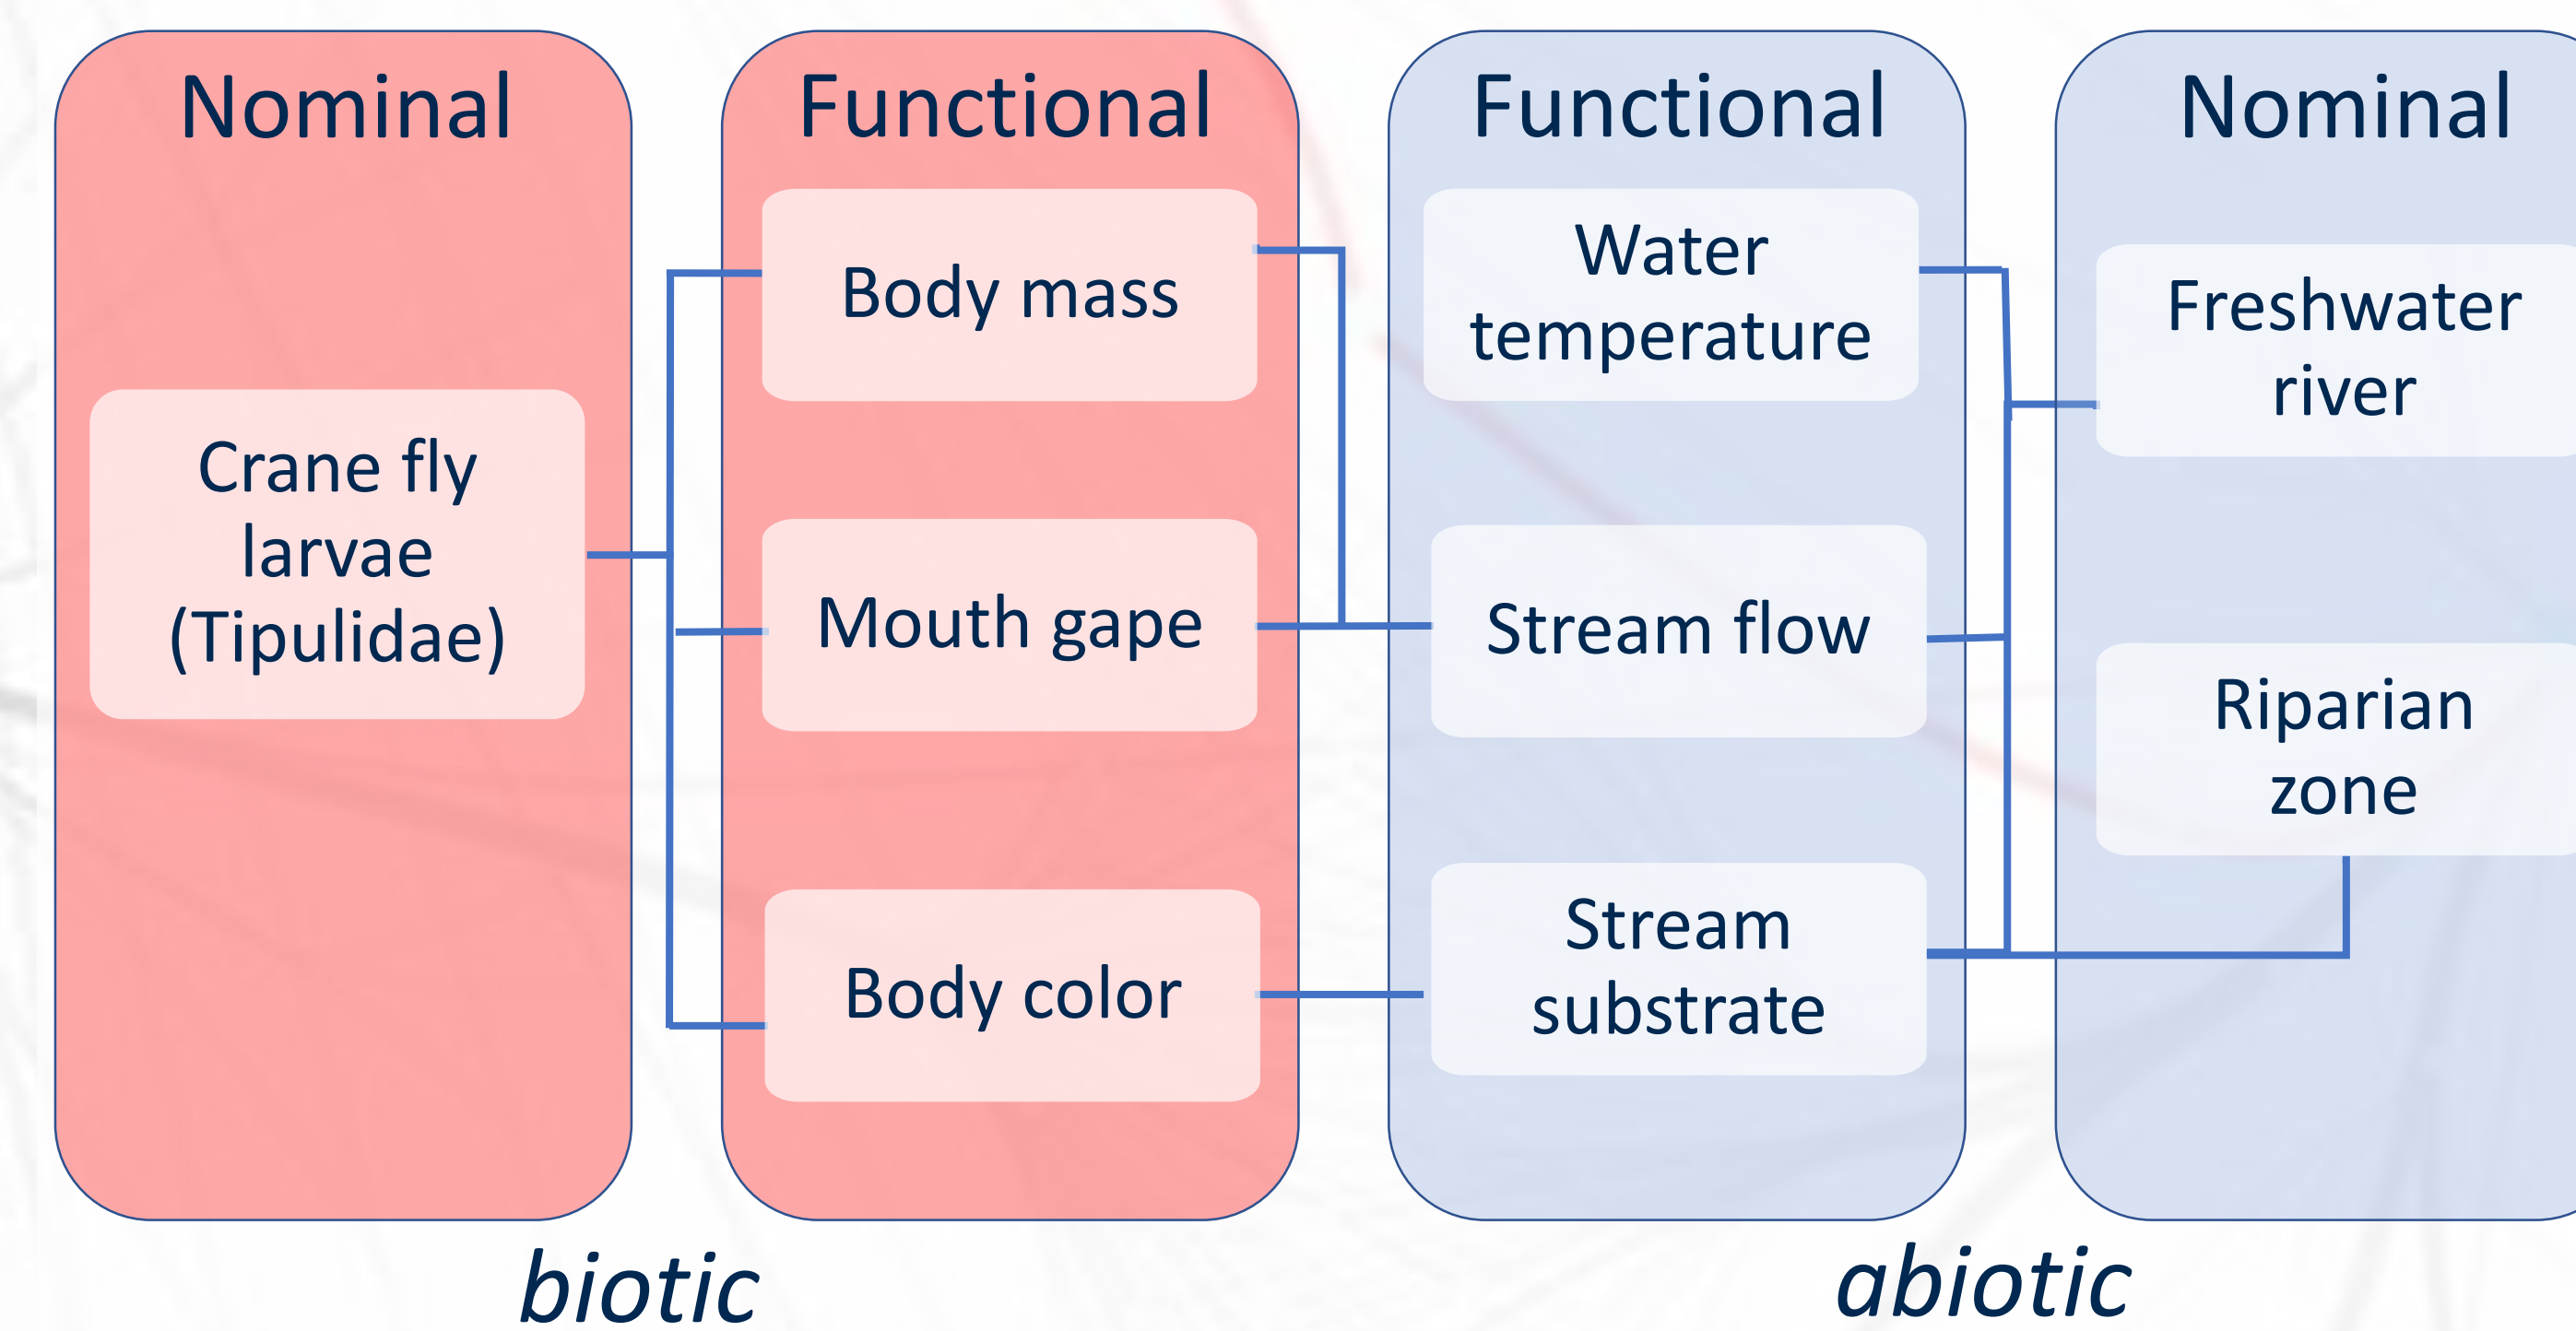 Nominal
Crane fly
larvae
(Tipulidae)
Functional
Body mass
Mouth gape
Body color
Functional
Water
temperature
Stream flow
Stream
substrate
Nominal
Freshwater
river
Riparian
zone
biotic
abiotic